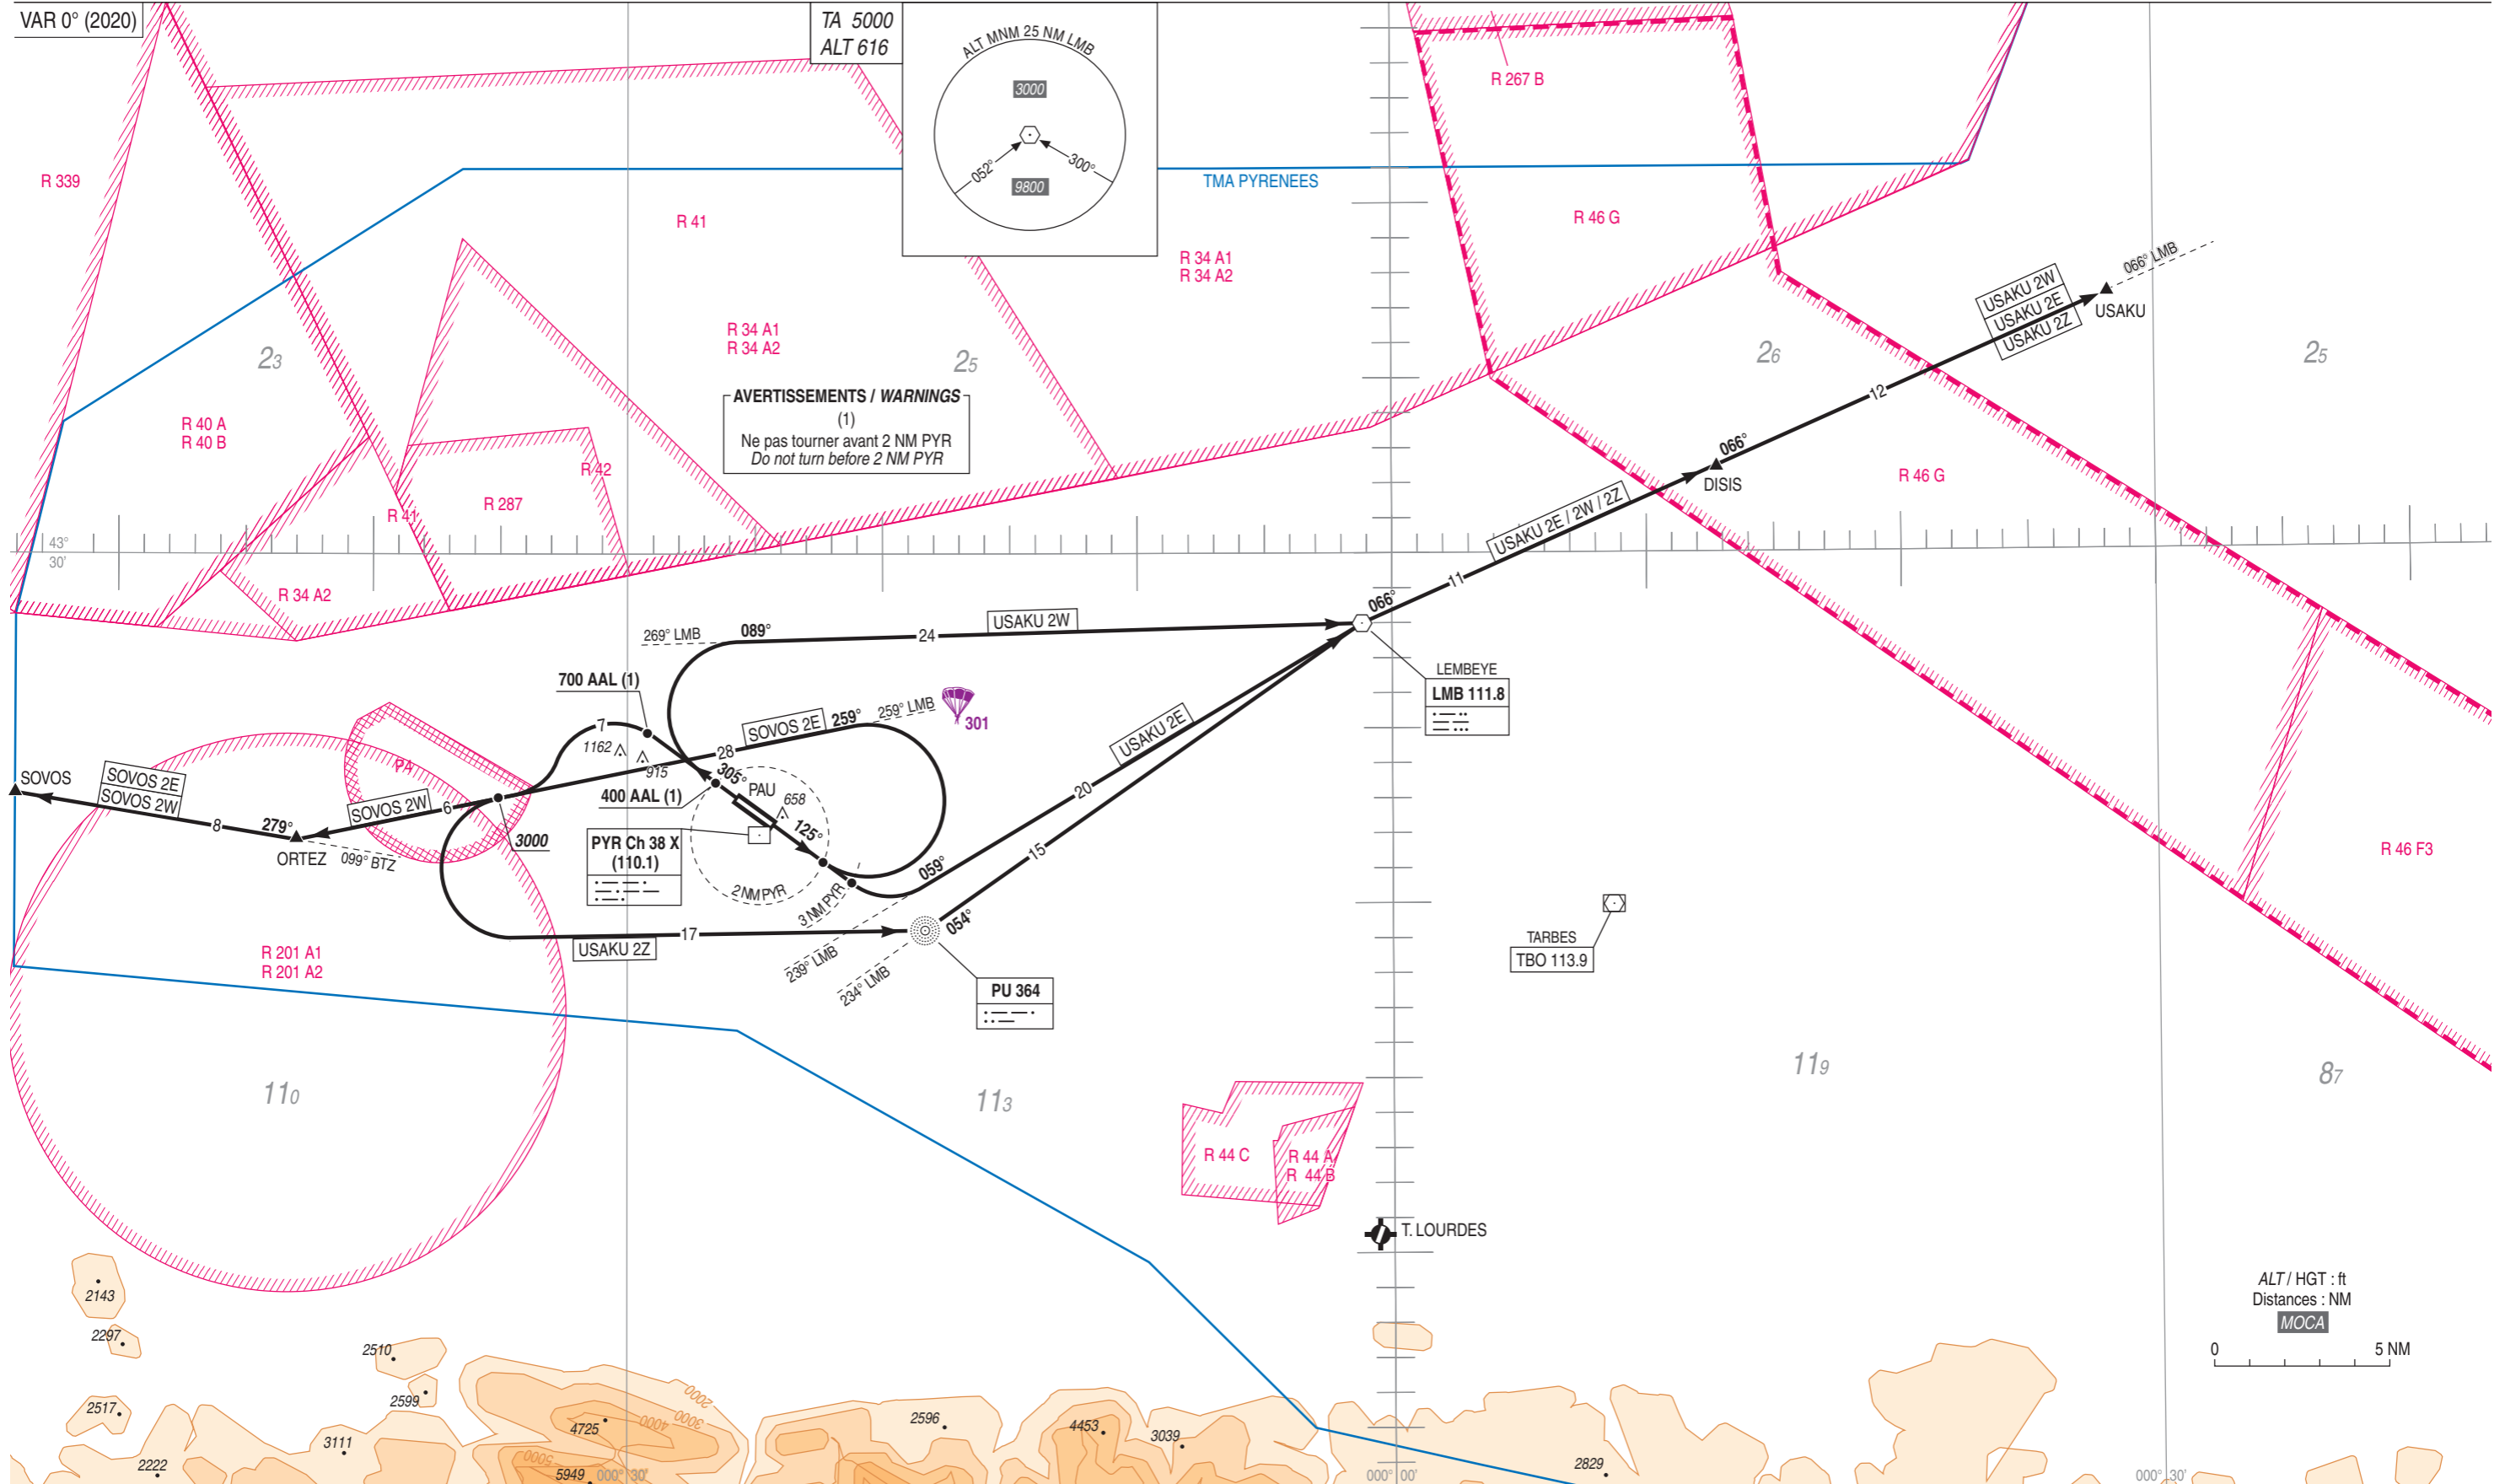 VAR 0° (2020)
TA 5000
ALT 616
ALT MNM 25 NM LMB
3000
052°
300°
9800
R 267 B
R 339
TMA PYRENEES
R 41
R 46 G
R 34 A1
R 34 A2
066° LMB
USAKU 2W
USAKU 2E
USAKU 2Z
USAKU
R 34 A1
R 34 A2
23
25
26
25
AVERTISSEMENTS / WARNINGS
(1)
Ne pas tourner avant 2 NM PYR
Do not turn before 2 NM PYR
12
R 40 A
R 40 B
066°
R 42
DISIS
R 46 G
R 287
R 41
USAKU 2E / 2W / 2Z
43°
30'
11
R 34 A2
066°
USAKU 2W
269° LMB
089°
24
LEMBEYE
LMB 111.8
700 AAL (1)
7
1162
915
28
SOVOS 2E
259°
259° LMB
301
USAKU 2E
P4
SOVOS
SOVOS 2E
SOVOS 2W
305°
PAU
400 AAL (1)
658
20
SOVOS 2W
6
8
279°
125°
3000
ORTEZ
099° BTZ
PYR Ch 38 X
(110.1)
15
R 46 F3
059°
2 NM PYR
3 NM PYR
054°
17
USAKU 2Z
239° LMB
234° LMB
TARBES
TBO 113.9
R 201 A1
R 201 A2
PU 364
110
113
119
87
R 44 C
R 44 A
R 44 B
T. LOURDES
ALT / HGT : ft
Distances : NM
MOCA
0
5 NM
2143
2297
2510
2599
2517
2000
3000
4000
4725
2596
4453
3039
3111
5000
2222
5949
000° 30'
000° 00'
2829
000° 30'